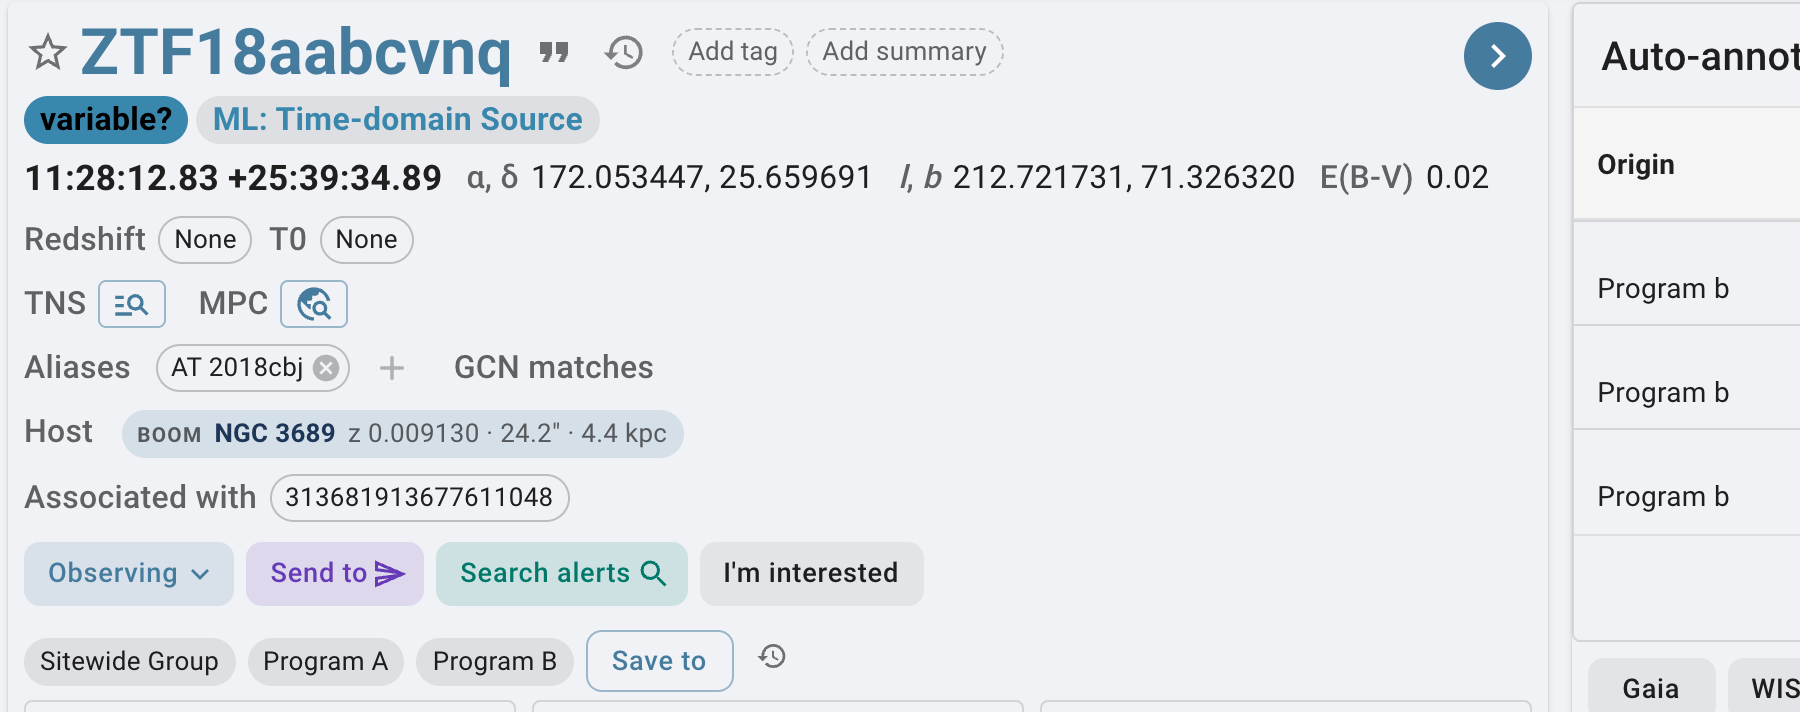 ZTF18aabcvnq Add tag Add summary
variable? ML: Time-domain Source
11:28:12.83 +25:39:34.89 α, δ 172.053447, 25.659691 l, b 212.721731, 71.326320 E(B-V) 0.02
Redshift None T0 None
TNS MPC
Aliases AT 2018cbj GCN matches
Host BOOM NGC 3689 z 0.009130 · 24.2" · 4.4 kpc
Associated with 313681913677611048
Observing Send to Search alerts I'm interested
Sitewide Group Program A Program B Save to
Auto-annot
Origin
Program b
Program b
Program b
Gaia WIS